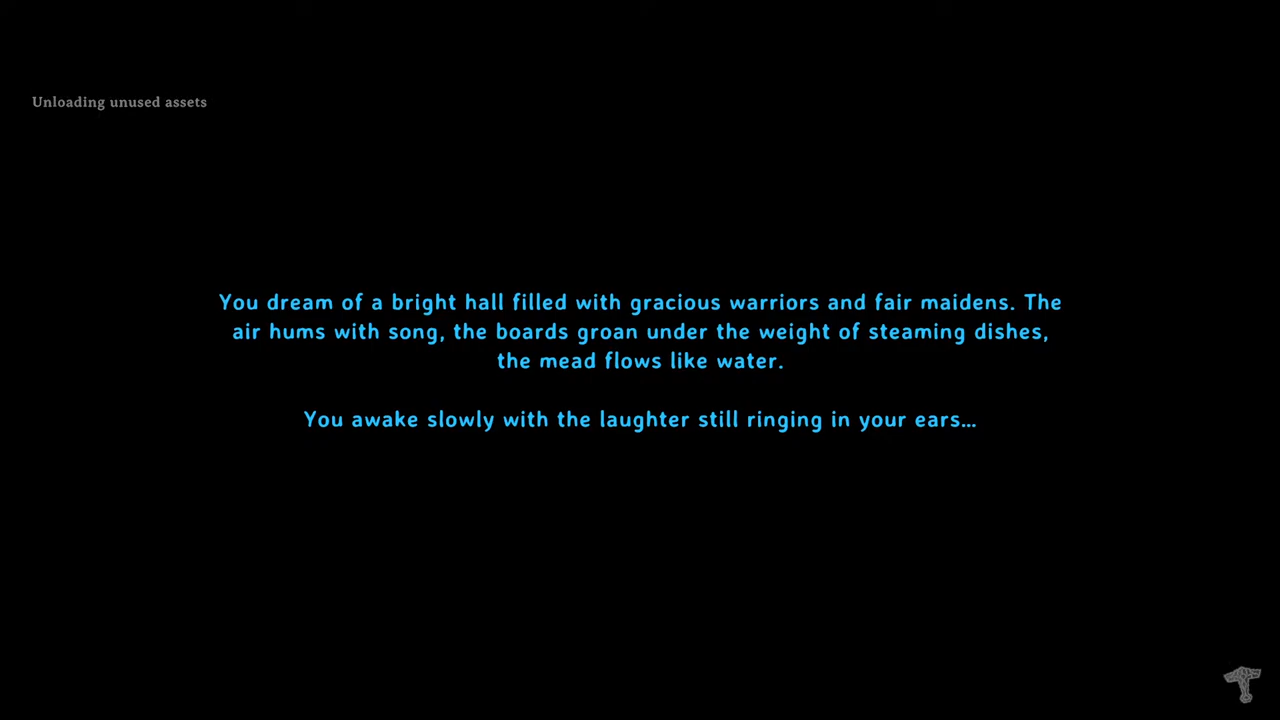 Unloading unused assets
You dream of a bright hall filled with gracious warriors and fair maidens. The
air hums with song, the boards groan under the weight of steaming dishes,
the mead flows like water.
You awake slowly with the laughter still ringing in your ears...